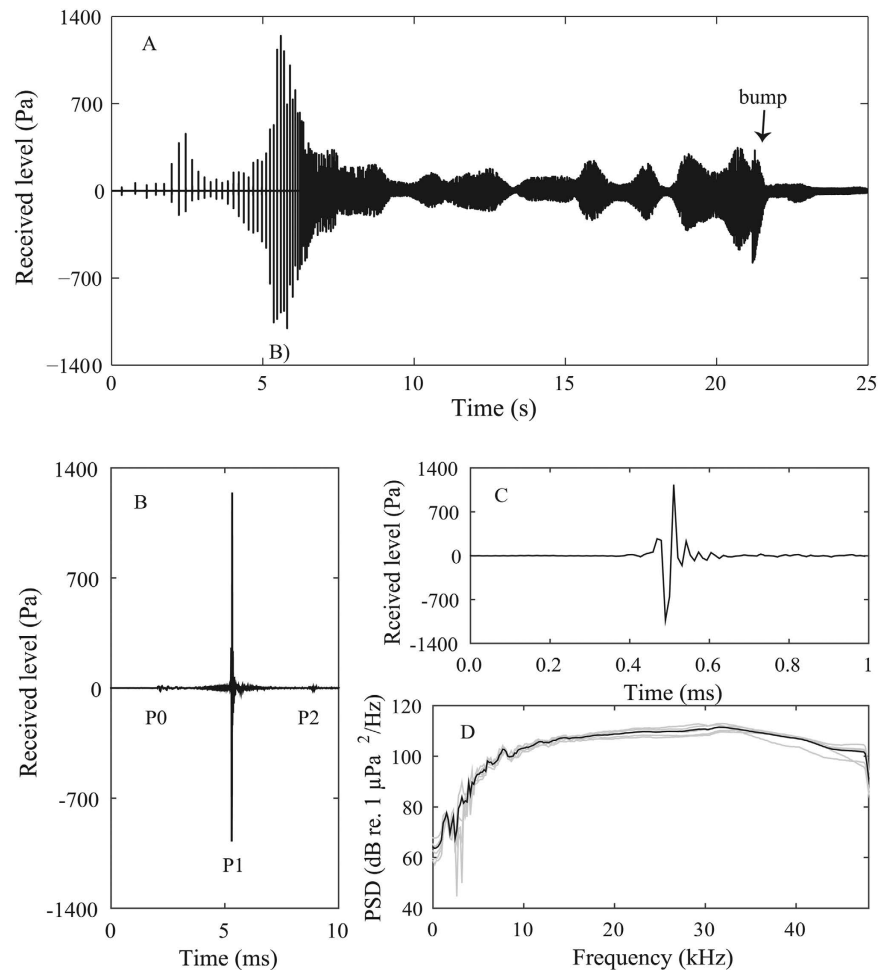 1400
A
700
bump
Received level (Pa)
0
−700
B)
−1400
0 5 10 15 20 25
Time (s)
1400
B
700
Received level (Pa)
0
P0 P2
-700
P1
-1400
0 5 10
Time (ms)
1400
C
700
Rceived level (Pa)
0
-700
-1400
0.0 0.2 0.4 0.6 0.8 1
Time (ms)
120
D
100
PSD (dB re. 1 µPa ²/Hz)
80
60
40
0 10 20 30 40
Frequency (kHz)